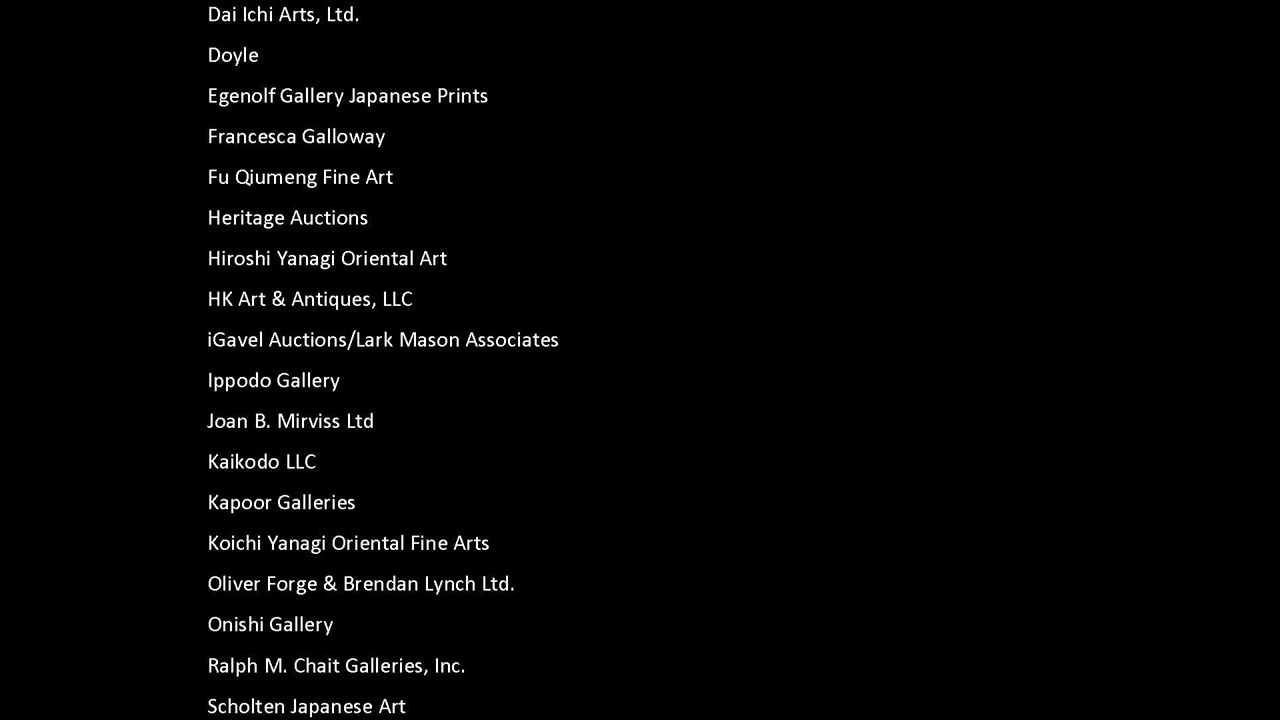 Dai Ichi Arts, Ltd.
Doyle
Egenolf Gallery Japanese Prints
Francesca Galloway
Fu Qiumeng Fine Art
Heritage Auctions
Hiroshi Yanagi Oriental Art
HK Art & Antiques, LLC
iGavel Auctions/Lark Mason Associates
Ippodo Gallery
Joan B. Mirviss Ltd
Kaikodo LLC
Kapoor Galleries
Koichi Yanagi Oriental Fine Arts
Oliver Forge & Brendan Lynch Ltd.
Onishi Gallery
Ralph M. Chait Galleries, Inc.
Scholten Japanese Art